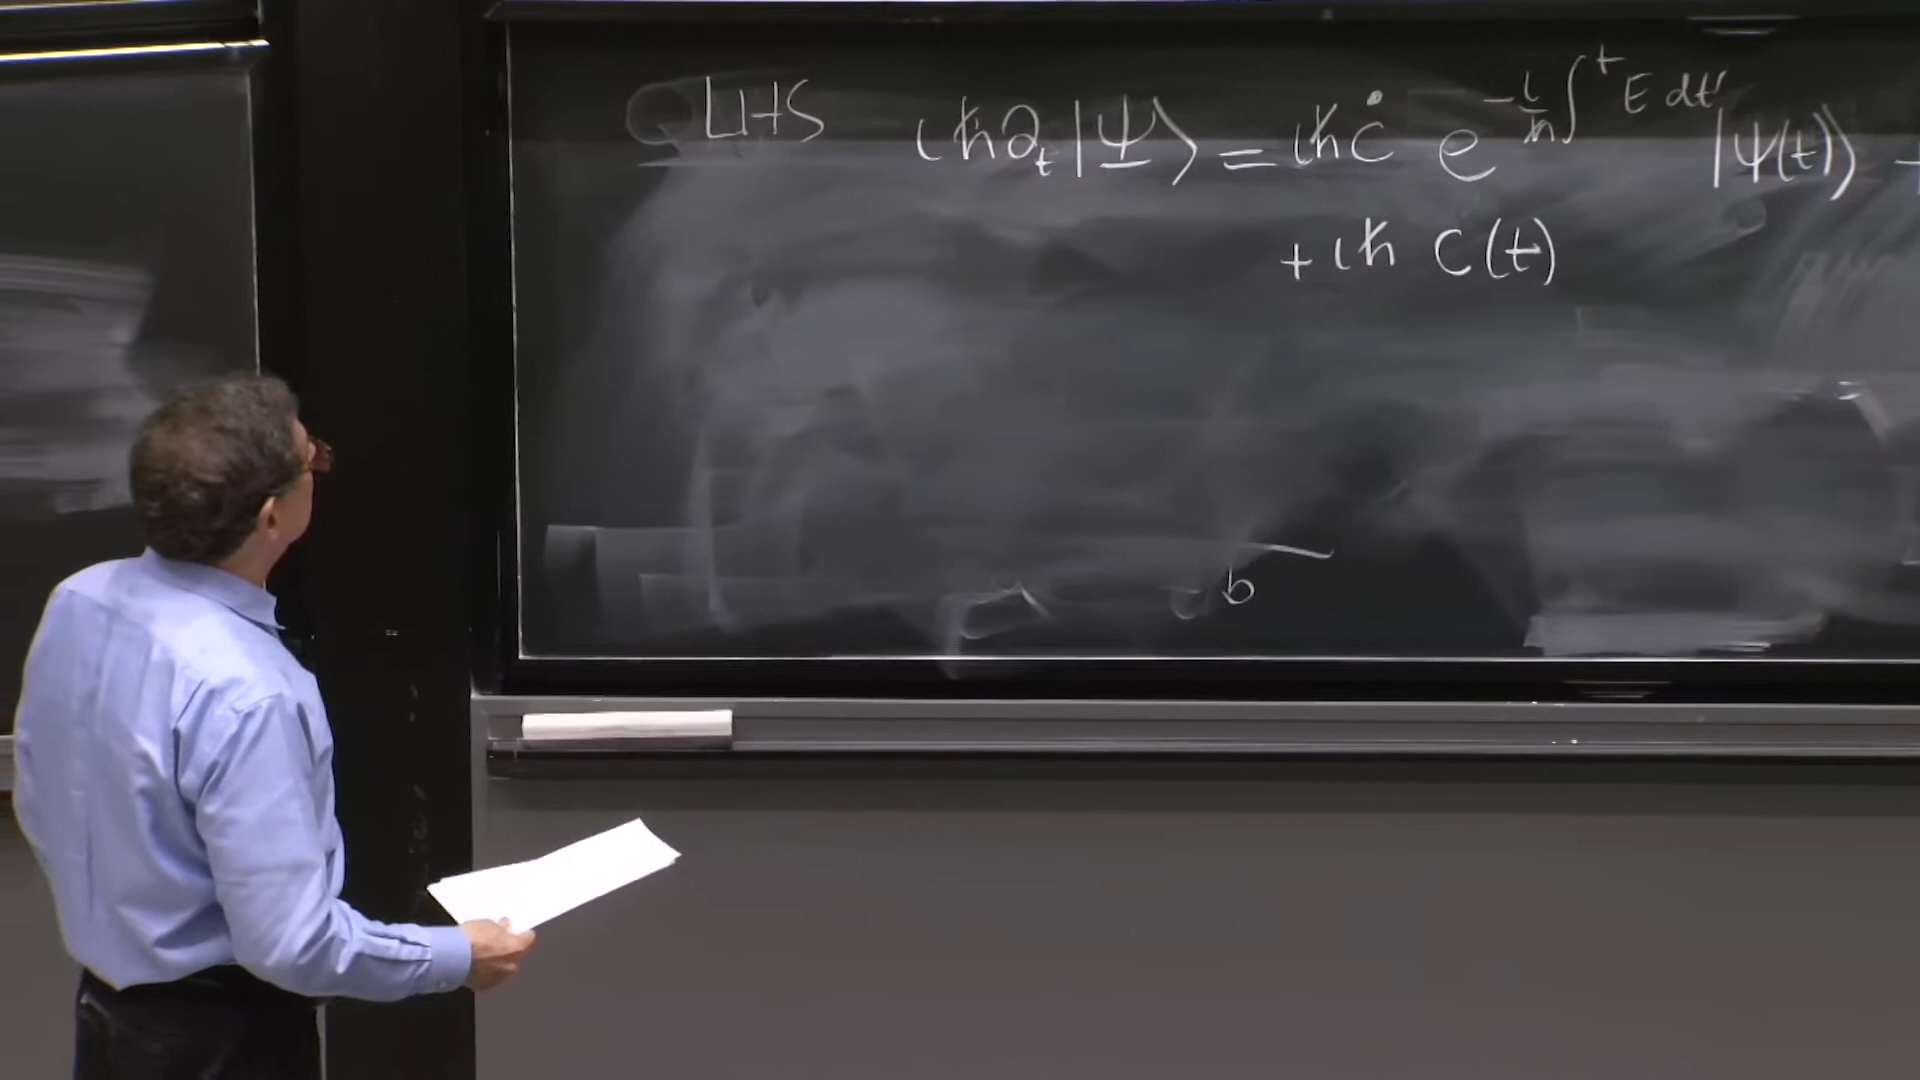 LHS iħ∂ₜ|Ψ⟩ = iħċ e^{-i/ħ ∫^t E dt'} |ψ(t)⟩ +
+ iħ c(t)
b